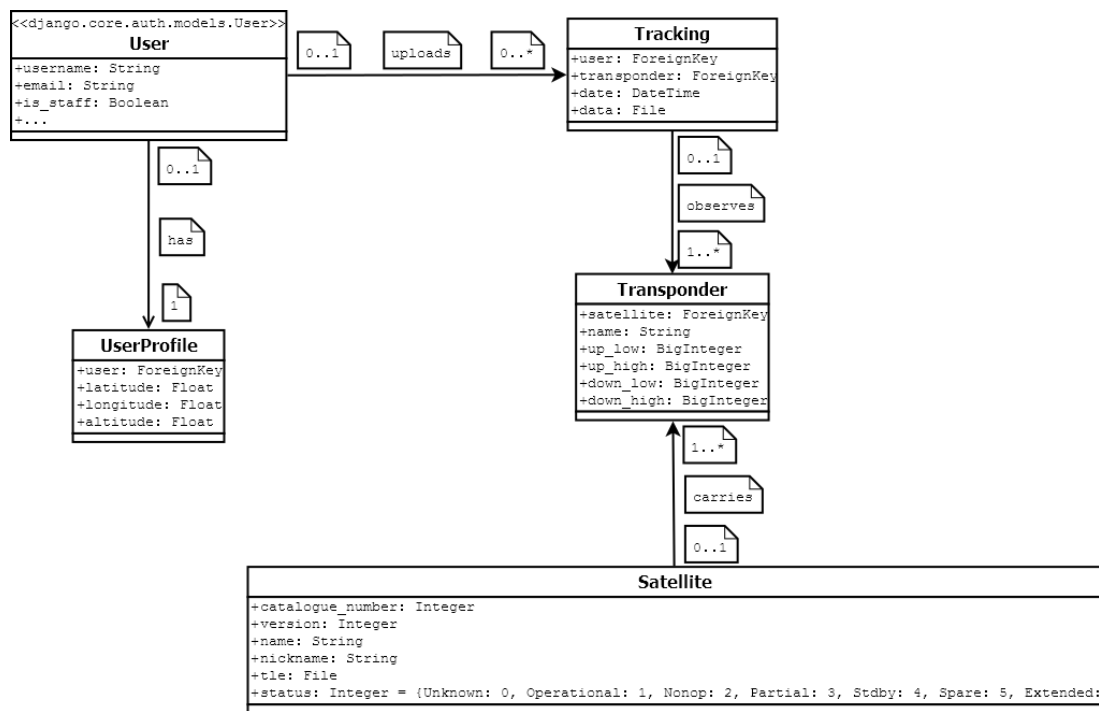 <<django.core.auth.models.User>>
User
+username: String
+email: String
+is_staff: Boolean
+...
0..1
uploads
0..*
Tracking
+user: ForeignKey
+transponder: ForeignKey
+date: DateTime
+data: File
0..1
has
1
0..1
observes
1..*
UserProfile
+user: ForeignKey
+latitude: Float
+longitude: Float
+altitude: Float
Transponder
+satellite: ForeignKey
+name: String
+up_low: BigInteger
+up_high: BigInteger
+down_low: BigInteger
+down_high: BigInteger
1..*
carries
0..1
Satellite
+catalogue_number: Integer
+version: Integer
+name: String
+nickname: String
+tle: File
+status: Integer = {Unknown: 0, Operational: 1, Nonop: 2, Partial: 3, Stdby: 4, Spare: 5, Extended: